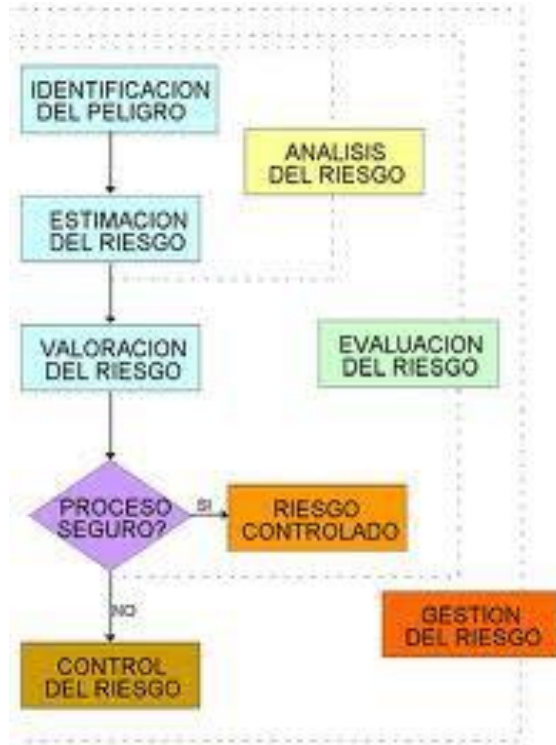 IDENTIFICACION
DEL PELIGRO
ANALISIS
DEL RIESGO
ESTIMACION
DEL RIESGO
VALORACION
DEL RIESGO
EVALUACION
DEL RIESGO
PROCESO
SEGURO?
SI
RIESGO
CONTROLADO
NO
GESTION
DEL RIESGO
CONTROL
DEL RIESGO